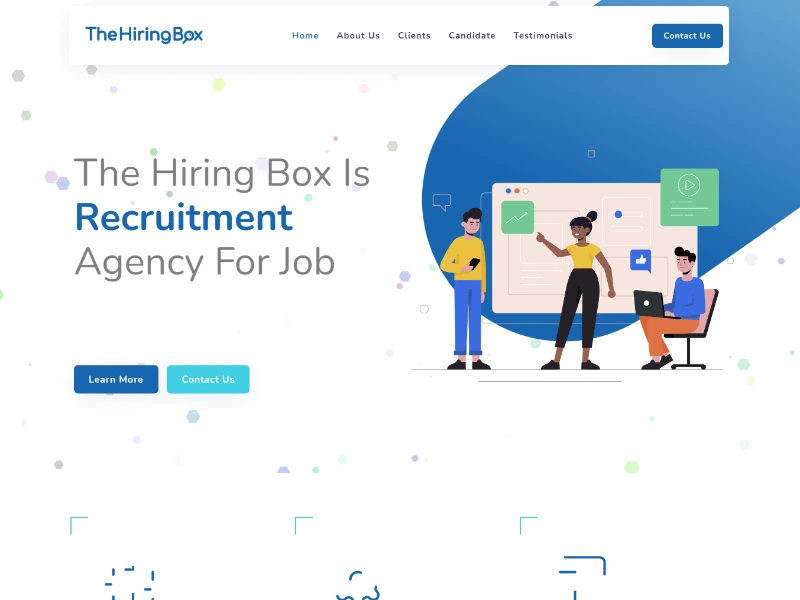 TheHiringBox
Home
About Us
Clients
Candidate
Testimonials
Contact Us
The Hiring Box Is
Recruitment
Agency For Job
Learn More
Contact Us